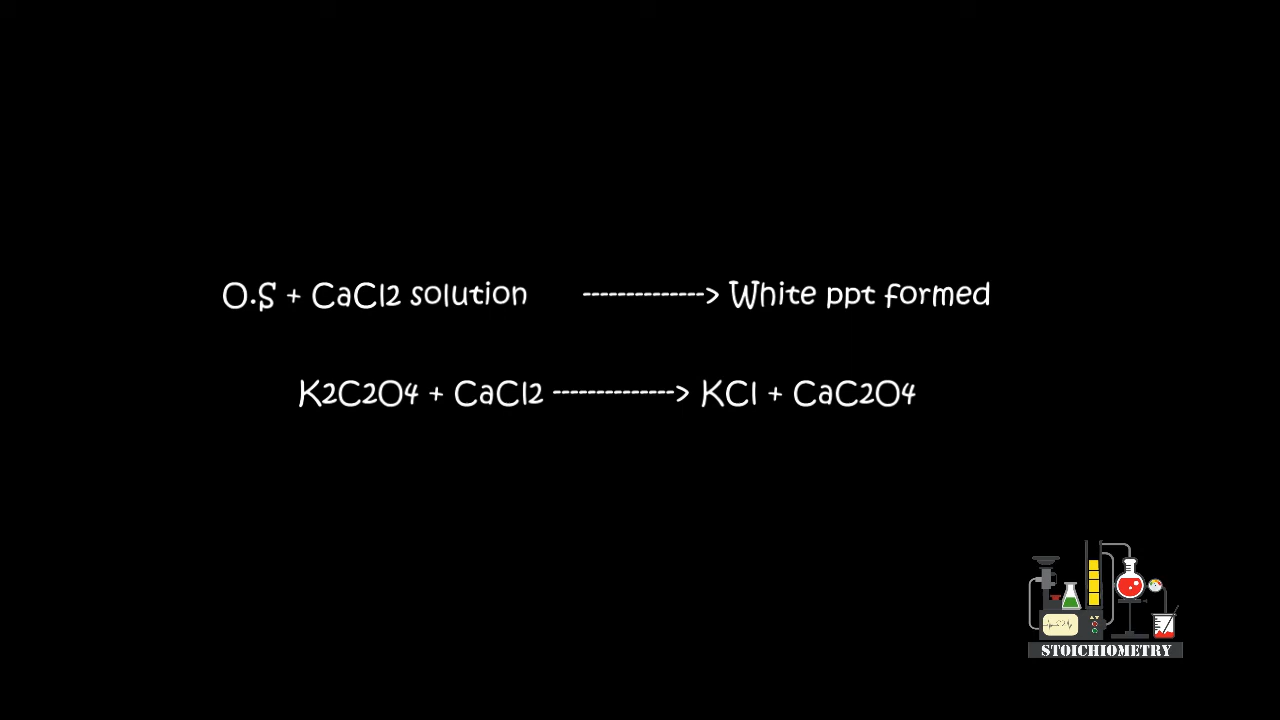 O.S + CaCl2 solution --------------> White ppt formed
K2C2O4 + CaCl2 --------------> KCl + CaC2O4
STOICHIOMETRY